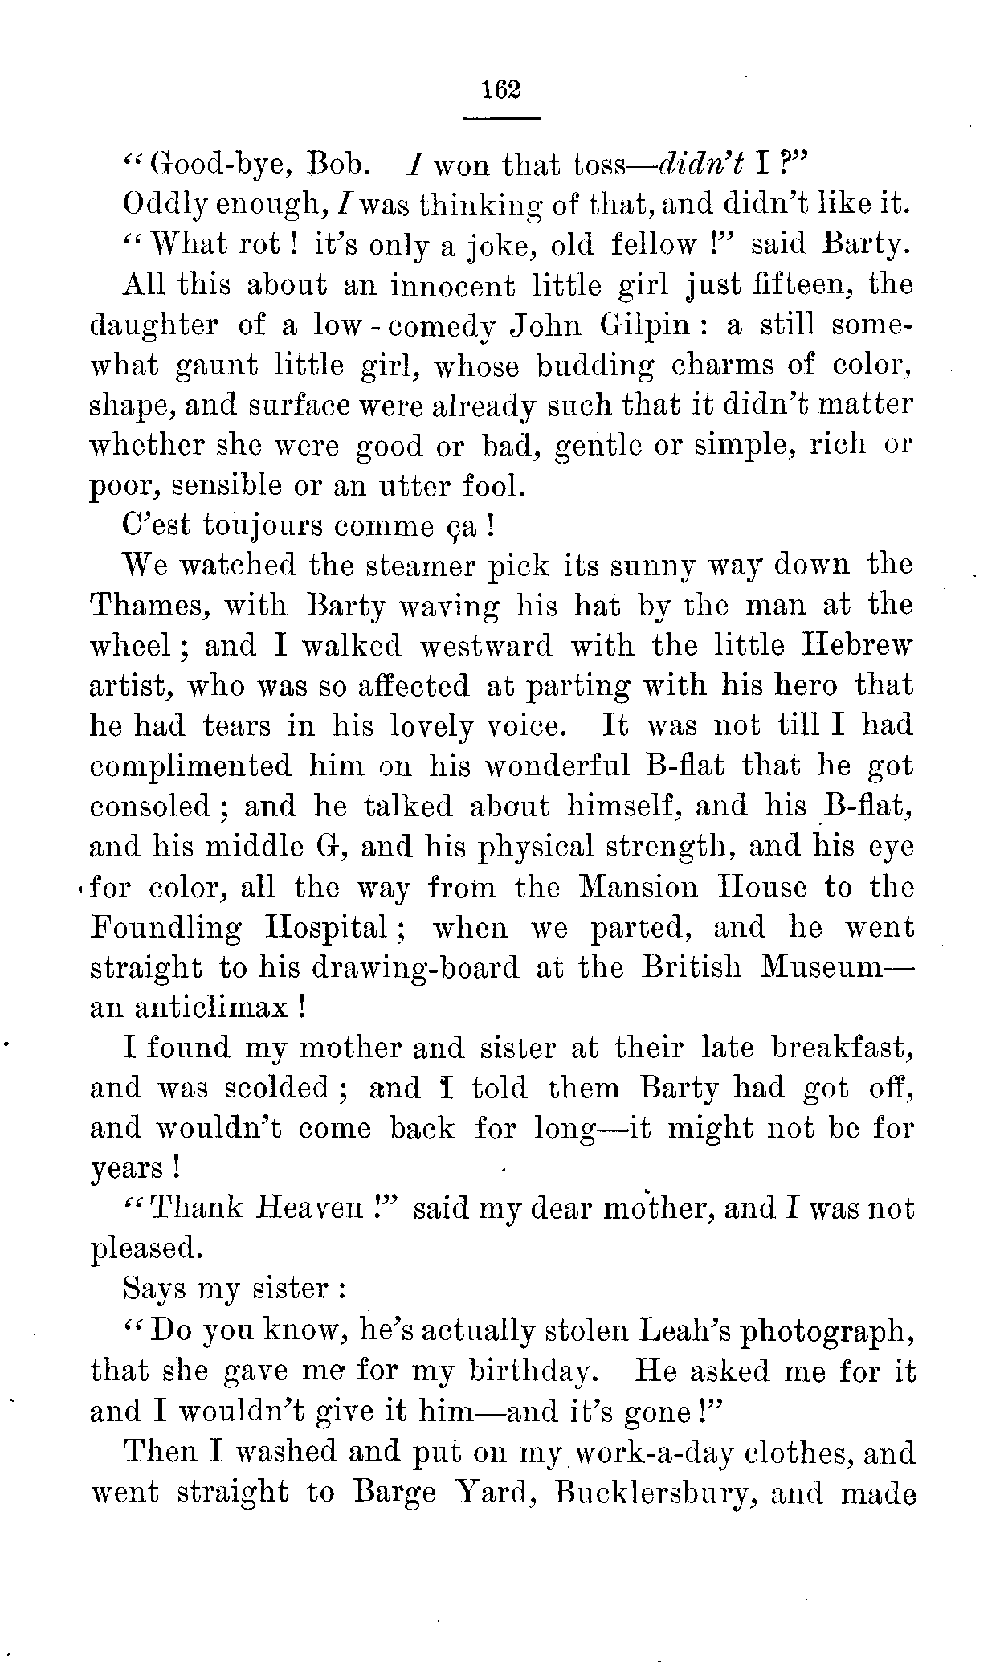 162
“Good-bye, Bob. I won that toss—didn’t I ?”
Oddly enough, I was thinking of that, and didn’t like it.
“What rot ! it’s only a joke, old fellow !” said Barty.
All this about an innocent little girl just fifteen, the
daughter of a low-comedy John Gilpin : a still some-
what gaunt little girl, whose budding charms of color,
shape, and surface were already such that it didn’t matter
whether she were good or bad, gentle or simple, rich or
poor, sensible or an utter fool.
C’est toujours comme ça !
We watched the steamer pick its sunny way down the
Thames, with Barty waving his hat by the man at the
wheel ; and I walked westward with the little Hebrew
artist, who was so affected at parting with his hero that
he had tears in his lovely voice. It was not till I had
complimented him on his wonderful B-flat that he got
consoled ; and he talked about himself, and his B-flat,
and his middle G, and his physical strength, and his eye
for color, all the way from the Mansion House to the
Foundling Hospital ; when we parted, and he went
straight to his drawing-board at the British Museum—
an anticlimax !
I found my mother and sister at their late breakfast,
and was scolded ; and I told them Barty had got off,
and wouldn’t come back for long—it might not be for
years !
“Thank Heaven !” said my dear mother, and I was not
pleased.
Says my sister :
“Do you know, he’s actually stolen Leah’s photograph,
that she gave me for my birthday. He asked me for it
and I wouldn’t give it him—and it’s gone !”
Then I washed and put on my work-a-day clothes, and
went straight to Barge Yard, Bucklersbury, and made